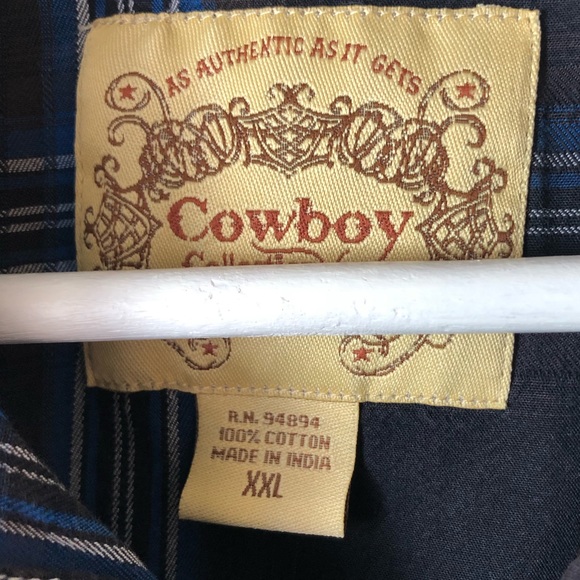 AS AUTHENTIC AS IT GETS
Cowboy
R.N. 94894
100% COTTON
MADE IN INDIA
XXL